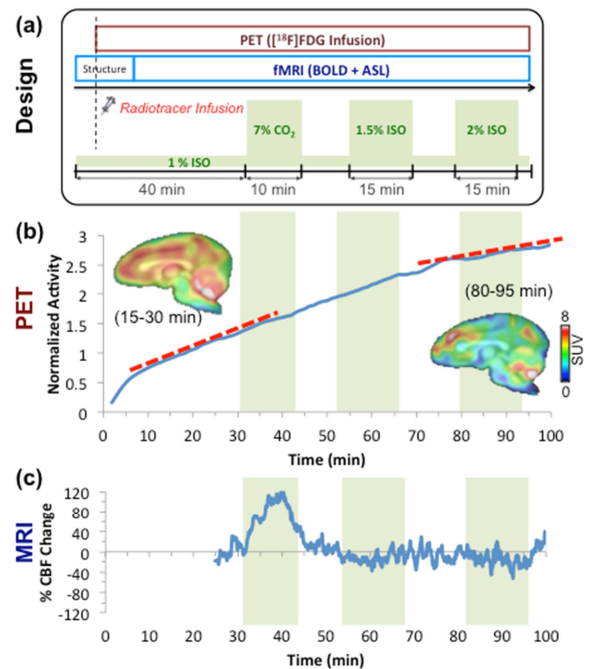 (a)
Design
PET ([¹⁸F]FDG Infusion)
Structure
fMRI (BOLD + ASL)
Radiotracer Infusion
7% CO₂
1.5% ISO
2% ISO
1 % ISO
40 min
10 min
15 min
15 min
(b)
PET
Normalized Activity
3
2.5
2
1.5
1
0.5
0
(15-30 min)
(80-95 min)
8
SUV
0
0 10 20 30 40 50 60 70 80 90 100
Time (min)
(c)
MRI
% CBF Change
120
80
40
0
-40
-80
-120
0 10 20 30 40 50 60 70 80 90 100
Time (min)